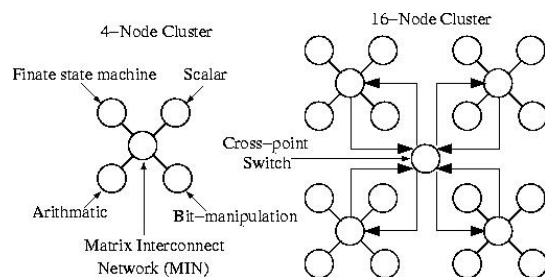 4-Node Cluster
16-Node Cluster
Finate state machine
Scalar
Cross-point
Switch
Arithmatic
Bit-manipulation
Matrix Interconnect
Network (MIN)